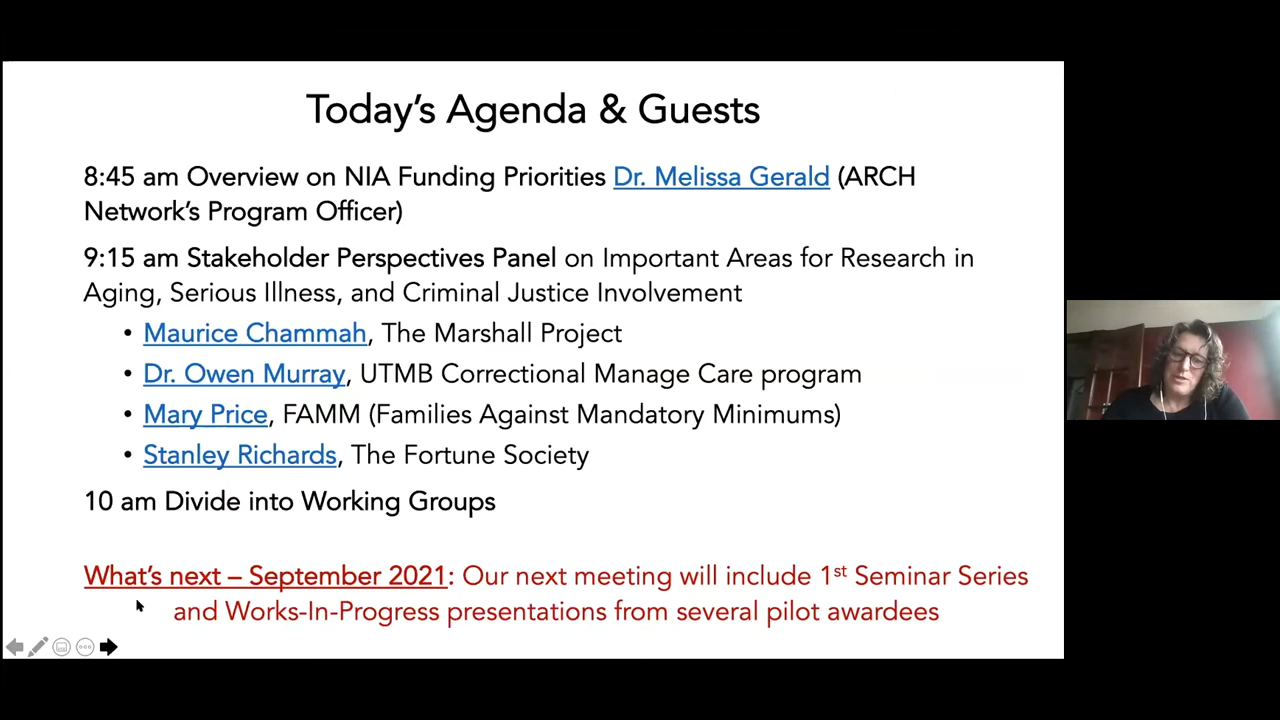 Today's Agenda & Guests
8:45 am Overview on NIA Funding Priorities Dr. Melissa Gerald (ARCH
Network's Program Officer)
9:15 am Stakeholder Perspectives Panel on Important Areas for Research in
Aging, Serious Illness, and Criminal Justice Involvement
• Maurice Chammah, The Marshall Project
• Dr. Owen Murray, UTMB Correctional Manage Care program
• Mary Price, FAMM (Families Against Mandatory Minimums)
• Stanley Richards, The Fortune Society
10 am Divide into Working Groups
What's next – September 2021: Our next meeting will include 1st Seminar Series
and Works-In-Progress presentations from several pilot awardees